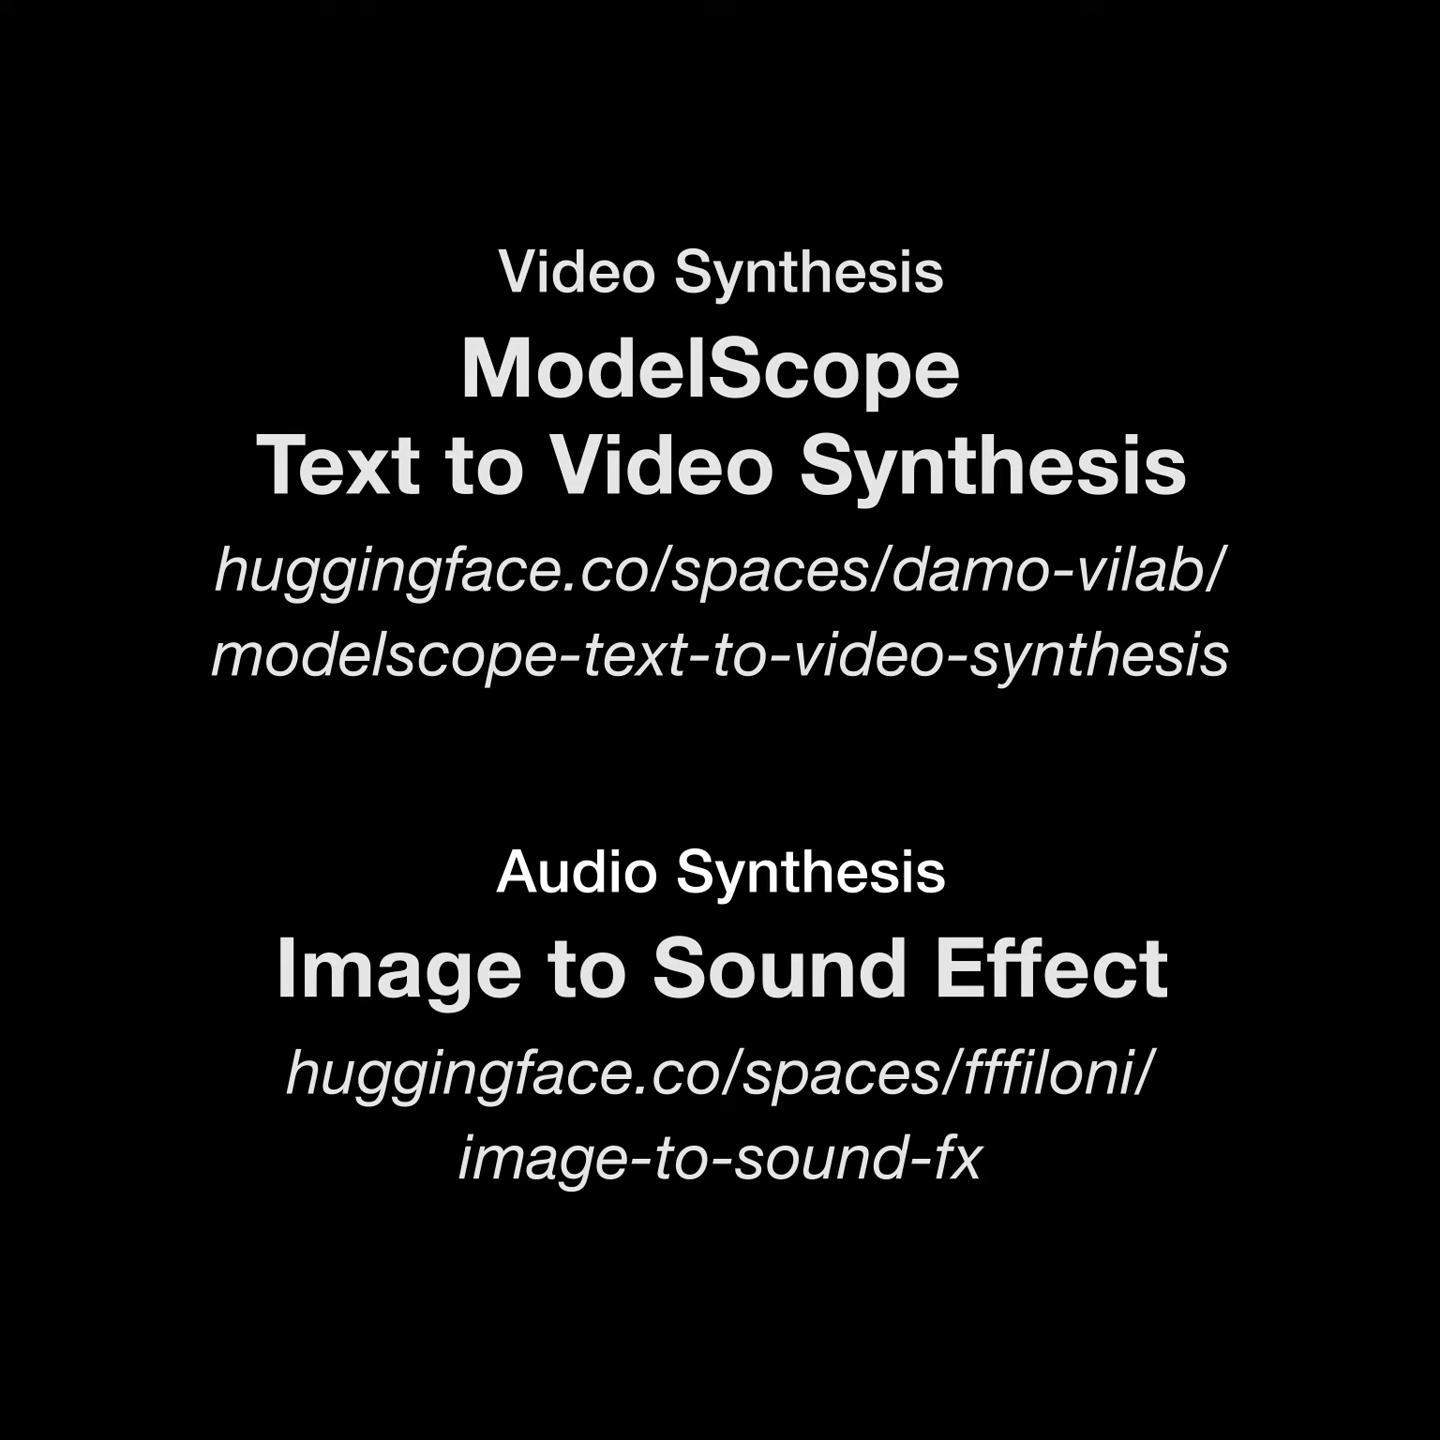 Video Synthesis
ModelScope
Text to Video Synthesis
huggingface.co/spaces/damo-vilab/
modelscope-text-to-video-synthesis
Audio Synthesis
Image to Sound Effect
huggingface.co/spaces/fffiloni/
image-to-sound-fx